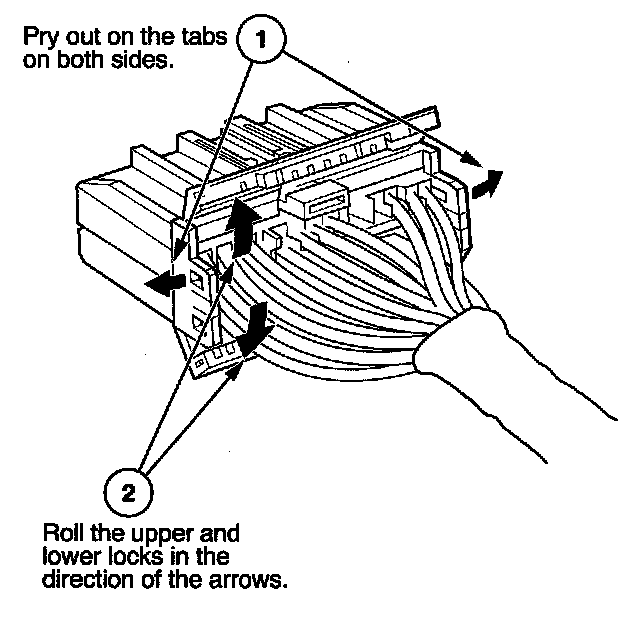 Pry out on the tabs
on both sides.
1
2
Roll the upper and
lower locks in the
direction of the arrows.